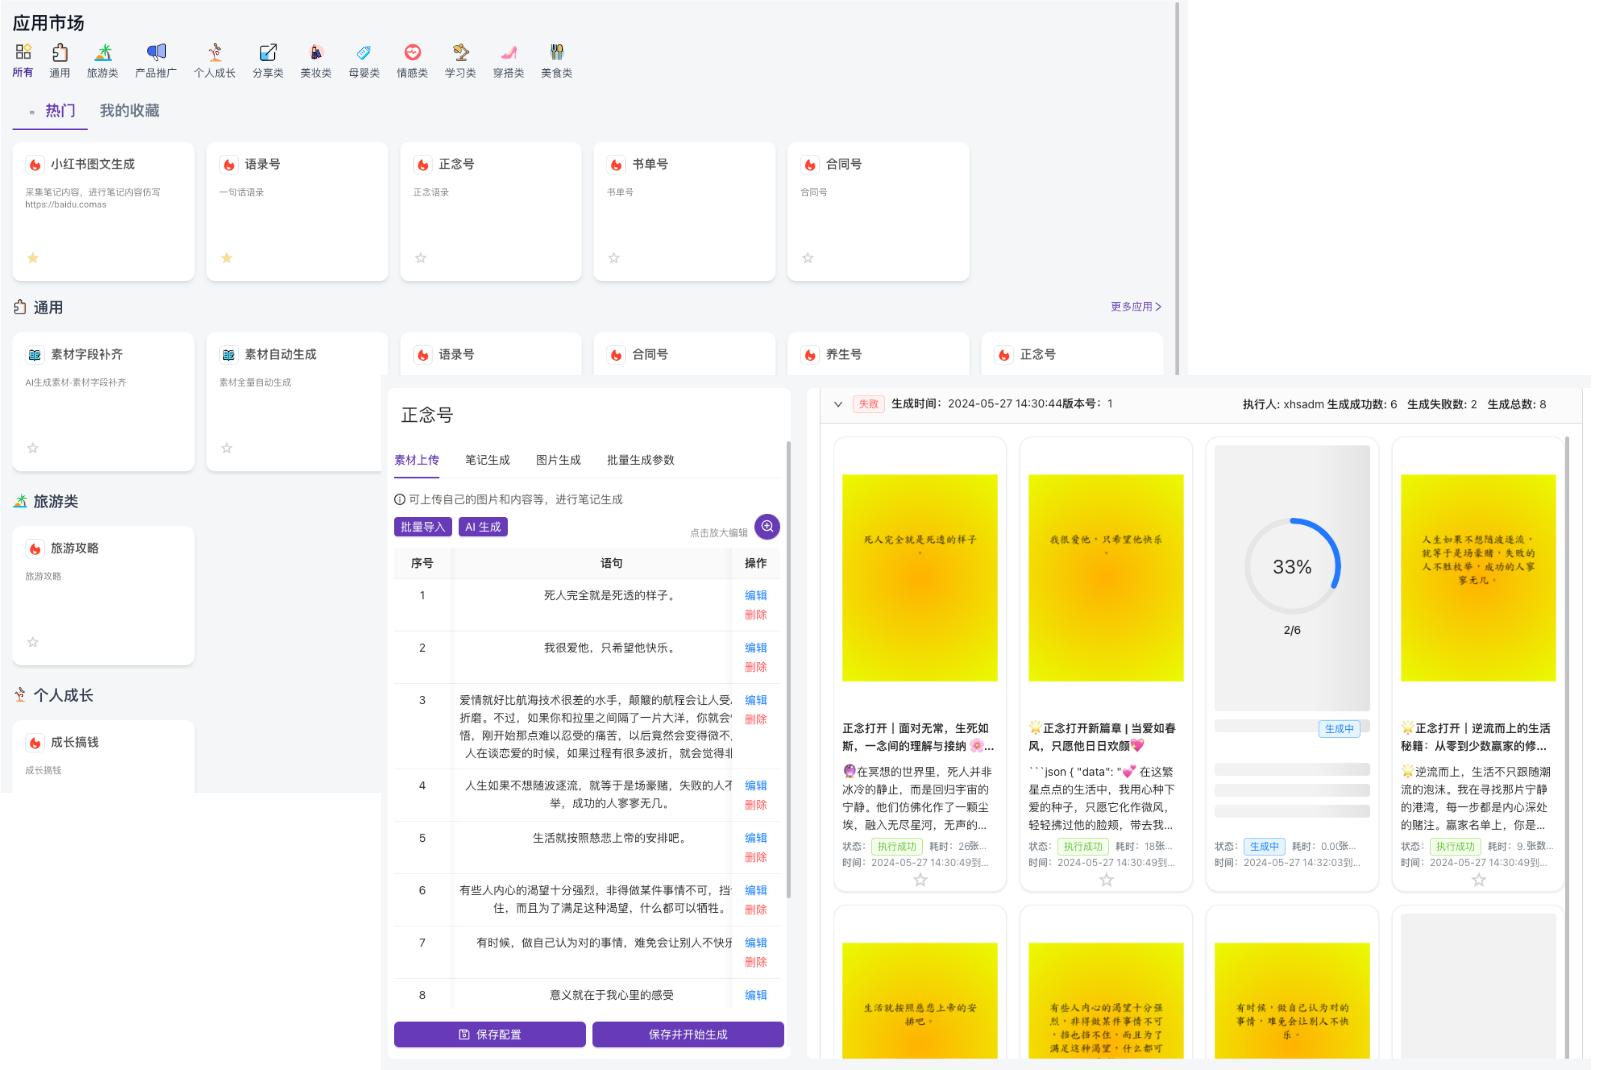 应用市场
所有 通用 旅游类 产品推广 个人成长 分享类 美妆类 母婴类 情感类 学习类 穿搭类 美食类
热门 我的收藏
小红书图文生成
采集笔记内容，进行笔记内容仿写
https://baidu.comas
语录号
一句话语录
正念号
正念语录
书单号
书单号
合同号
合同号
通用
更多应用
素材字段补齐
AI生成素材-素材字段补齐
素材自动生成
素材全量自动生成
语录号
合同号
养生号
正念号
旅游类
旅游攻略
旅游攻略
个人成长
成长搞钱
成长搞钱
正念号
素材上传 笔记生成 图片生成 批量生成参数
可上传自己的图片和内容等，进行笔记生成
批量导入 AI 生成
点击放大编辑
序号 语句 操作
1 死人完全就是死透的样子。 编辑
删除
2 我很爱他，只希望他快乐。 编辑
删除
3 爱情就好比航海技术很差的水手，颠簸的航程会让人受 编辑
折磨。不过，如果你和拉里之间隔了一片大洋，你就会 删除
悟，刚开始那点难以忍受的痛苦，以后竟然会变得微不
人在谈恋爱的时候，如果过程有很多波折，就会觉得非
4 人生如果不想随波逐流，就等于是场豪赌，失败的人不 编辑
举，成功的人寥寥无几。 删除
5 生活就按照慈悲上帝的安排吧。 编辑
删除
6 有些人内心的渴望十分强烈，非得做某件事情不可，挡 编辑
住，而且为了满足这种渴望，什么都可以牺牲。 删除
7 有时候，做自己认为对的事情，难免会让别人不快乐 编辑
删除
8 意义就在于我心里的感受 编辑
保存配置 保存并开始生成
失败 生成时间： 2024-05-27 14:30:44版本号： 1
执行人: xhsadm 生成成功数: 6 生成失败数: 2 生成总数: 8
死人完全就是死透的样子
。
正念打开 | 面对无常，生死如
斯，一念间的理解与接纳 🌸...
🔮在冥想的世界里，死人并非
冰冷的静止，而是回归宇宙的
宁静。他们仿佛化作了一颗尘
埃，融入无尽星河，无声的...
状态： 执行成功 耗时： 26张...
时间： 2024-05-27 14:30:49到...
我很爱他，只希望他快乐
。
🌟正念打开新篇章 | 当爱如春
风，只愿他日日欢颜💖
```json { "data": "💕 在这繁
星点点的生活中，我用心种下
爱的种子，只愿它化作微风，
轻轻拂过他的脸颊，带去我...
状态： 执行成功 耗时： 18张...
时间： 2024-05-27 14:30:49到...
33%
2/6
生成中
状态： 生成中 耗时： 0.0(张...
时间： 2024-05-27 14:32:03到...
人生如果不想随波逐流，
就等于是场豪赌，失败的
人不胜枚举，成功的人寥
寥无几。
🌟正念打开 | 逆流而上的生活
秘籍：从零到少数赢家的修...
🌟逆流而上，生活不只跟随潮
流的泡沫。我在寻找那片宁静
的港湾，每一步都是内心深处
的赌注。赢家名单上，你是...
状态： 执行成功 耗时： 9.张数...
时间： 2024-05-27 14:30:49到...
生活就按照慈悲上帝的安
排吧。
有些人内心的渴望十分强
烈，非得做某件事情不可
，挡也挡不住，而且为了
满足这种渴望，什么都可
有时候，做自己认为对的
事情，难免会让别人不快
乐。